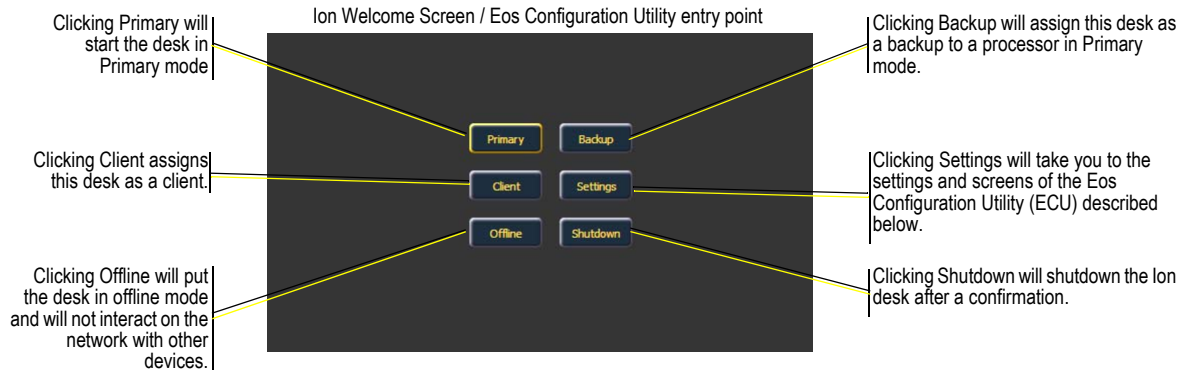 Ion Welcome Screen / Eos Configuration Utility entry point
Clicking Primary will
start the desk in
Primary mode
Clicking Client assigns
this desk as a client.
Clicking Offline will put
the desk in offline mode
and will not interact on the
network with other
devices.
Primary
Backup
Client
Settings
Offline
Shutdown
Clicking Backup will assign this desk as
a backup to a processor in Primary
mode.
Clicking Settings will take you to the
settings and screens of the Eos
Configuration Utility (ECU) described
below.
Clicking Shutdown will shutdown the Ion
desk after a confirmation.